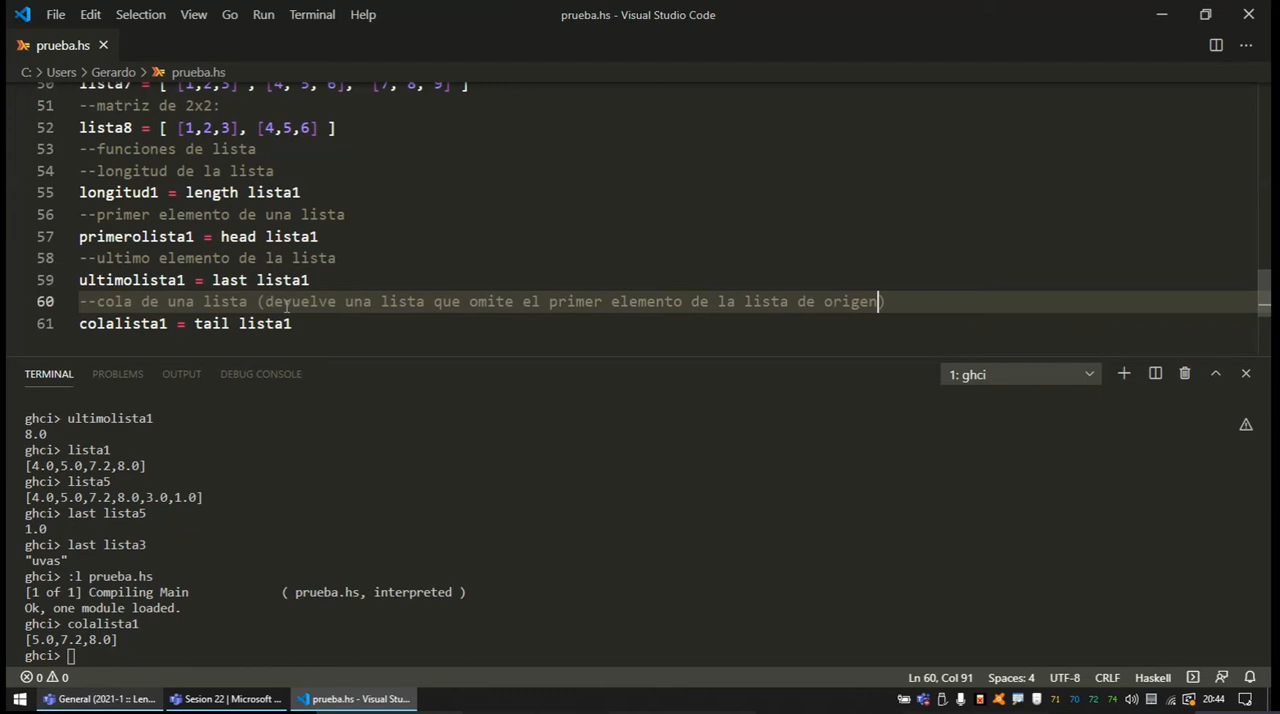 File Edit Selection View Go Run Terminal Help
prueba.hs - Visual Studio Code
prueba.hs
C: > Users > Gerardo > prueba.hs
50 lista7 = [ [1,2,3] , [4, 5, 6], [7, 8, 9] ]
51 --matriz de 2x2:
52 lista8 = [ [1,2,3], [4,5,6] ]
53 --funciones de lista
54 --longitud de la lista
55 longitud1 = length lista1
56 --primer elemento de una lista
57 primerolista1 = head lista1
58 --ultimo elemento de la lista
59 ultimolista1 = last lista1
60 --cola de una lista (devuelve una lista que omite el primer elemento de la lista de origen)
61 colalista1 = tail lista1
TERMINAL PROBLEMS OUTPUT DEBUG CONSOLE
1: ghci
ghci> ultimolista1
8.0
ghci> lista1
[4.0,5.0,7.2,8.0]
ghci> lista5
[4.0,5.0,7.2,8.0,3.0,1.0]
ghci> last lista5
1.0
ghci> last lista3
"uvas"
ghci> :l prueba.hs
[1 of 1] Compiling Main ( prueba.hs, interpreted )
Ok, one module loaded.
ghci> colalista1
[5.0,7.2,8.0]
ghci>
0 0
Ln 60, Col 91 Spaces: 4 UTF-8 CRLF Haskell
General (2021-1 :: Len...
Sesion 22 | Microsoft ...
prueba.hs - Visual Stu...
71 70 72 74 20:44